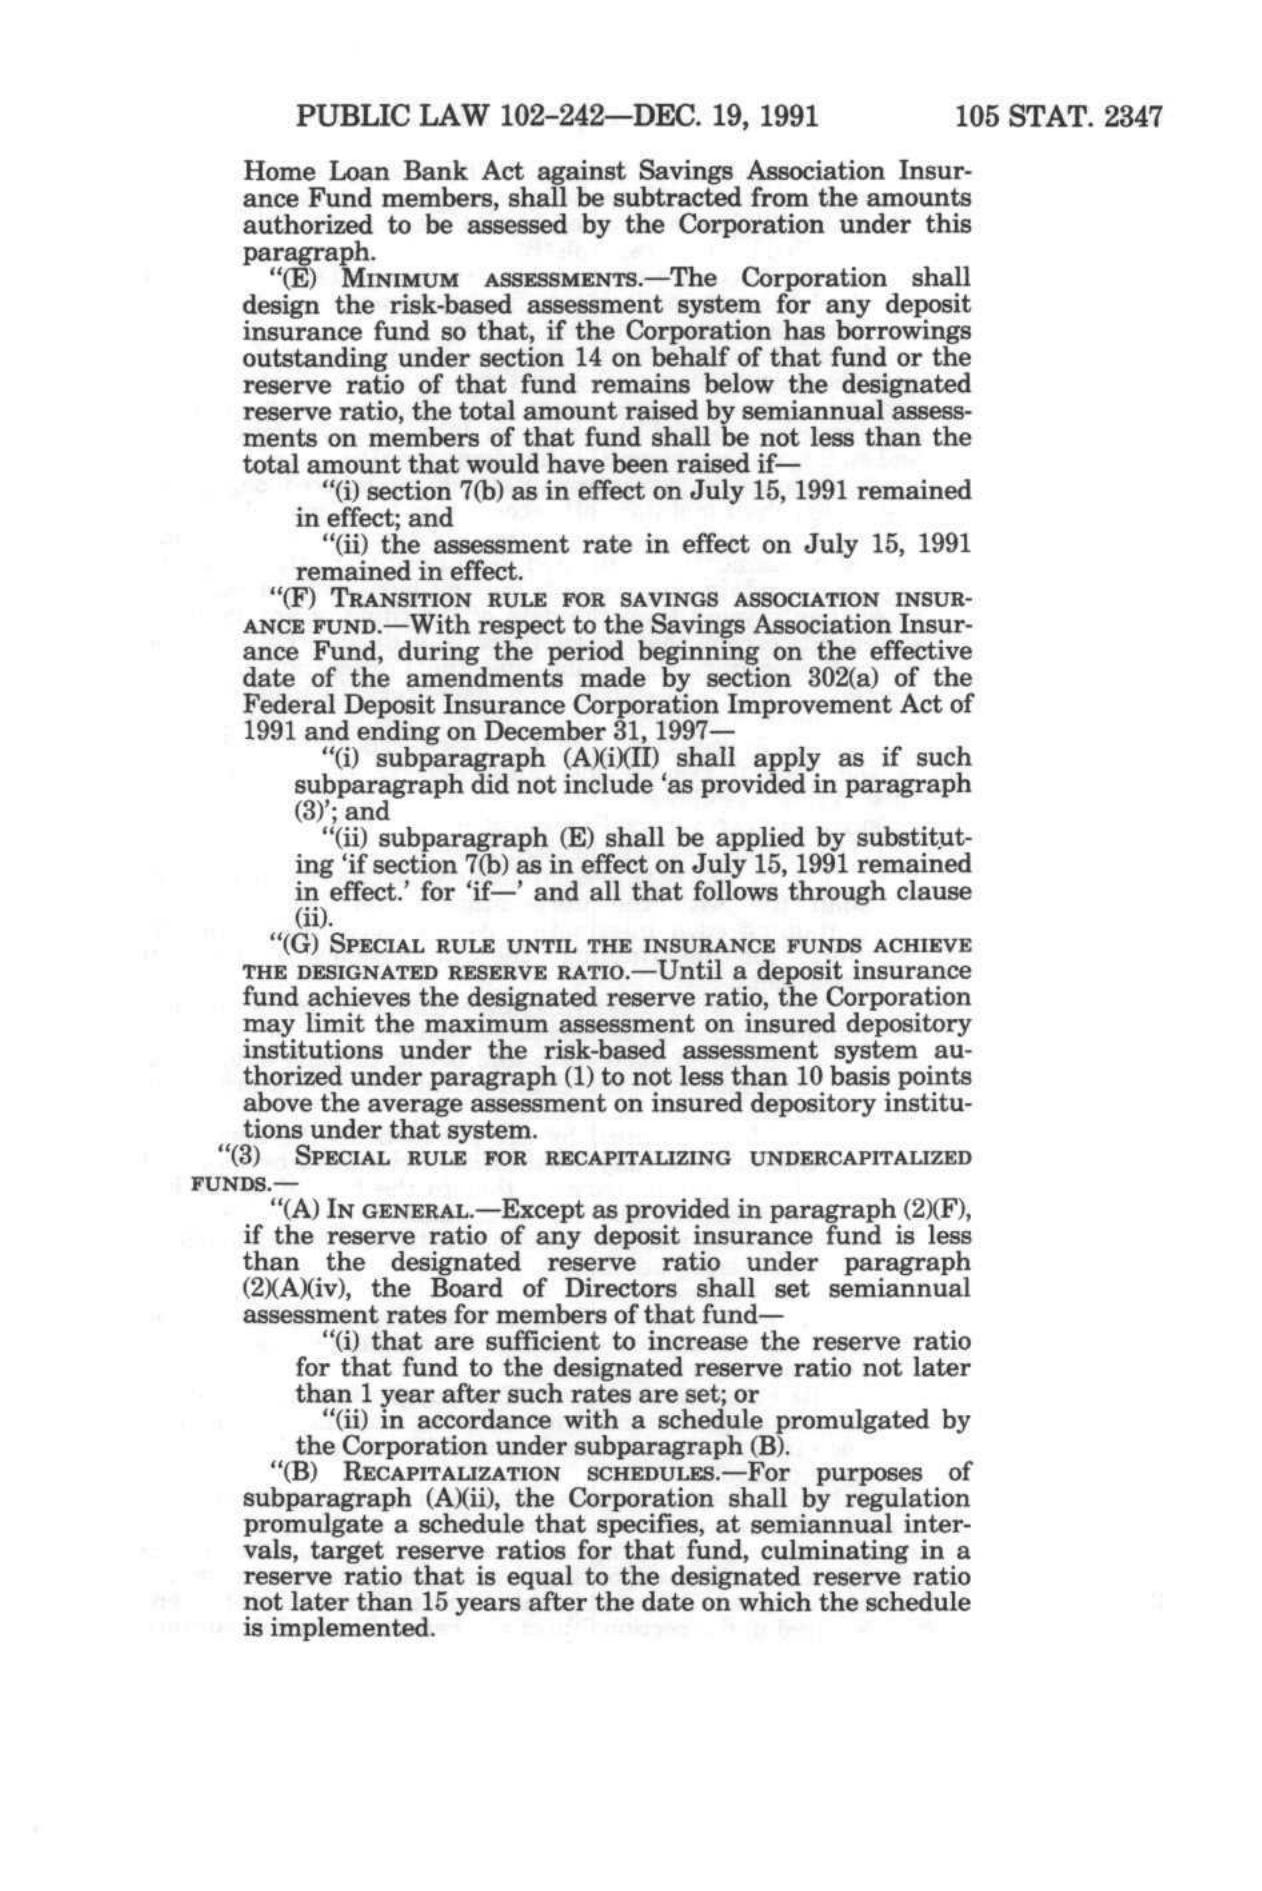 PUBLIC LAW 102-242—DEC. 19, 1991 105 STAT. 2347
Home Loan Bank Act against Savings Association Insur-
ance Fund members, shall be subtracted from the amounts
authorized to be assessed by the Corporation under this
paragraph.
“(E) MINIMUM ASSESSMENTS.—The Corporation shall
design the risk-based assessment system for any deposit
insurance fund so that, if the Corporation has borrowings
outstanding under section 14 on behalf of that fund or the
reserve ratio of that fund remains below the designated
reserve ratio, the total amount raised by semiannual assess-
ments on members of that fund shall be not less than the
total amount that would have been raised if—
“(i) section 7(b) as in effect on July 15, 1991 remained
in effect; and
“(ii) the assessment rate in effect on July 15, 1991
remained in effect.
“(F) TRANSITION RULE FOR SAVINGS ASSOCIATION INSUR-
ANCE FUND.—With respect to the Savings Association Insur-
ance Fund, during the period beginning on the effective
date of the amendments made by section 302(a) of the
Federal Deposit Insurance Corporation Improvement Act of
1991 and ending on December 31, 1997—
“(i) subparagraph (A)(i)(II) shall apply as if such
subparagraph did not include ‘as provided in paragraph
(3)’; and
“(ii) subparagraph (E) shall be applied by substitut-
ing ‘if section 7(b) as in effect on July 15, 1991 remained
in effect.’ for ‘if—’ and all that follows through clause
(ii).
“(G) SPECIAL RULE UNTIL THE INSURANCE FUNDS ACHIEVE
THE DESIGNATED RESERVE RATIO.—Until a deposit insurance
fund achieves the designated reserve ratio, the Corporation
may limit the maximum assessment on insured depository
institutions under the risk-based assessment system au-
thorized under paragraph (1) to not less than 10 basis points
above the average assessment on insured depository institu-
tions under that system.
“(3) SPECIAL RULE FOR RECAPITALIZING UNDERCAPITALIZED
FUNDS.—
“(A) IN GENERAL.—Except as provided in paragraph (2)(F),
if the reserve ratio of any deposit insurance fund is less
than the designated reserve ratio under paragraph
(2)(A)(iv), the Board of Directors shall set semiannual
assessment rates for members of that fund—
“(i) that are sufficient to increase the reserve ratio
for that fund to the designated reserve ratio not later
than 1 year after such rates are set; or
“(ii) in accordance with a schedule promulgated by
the Corporation under subparagraph (B).
“(B) RECAPITALIZATION SCHEDULES.—For purposes of
subparagraph (A)(ii), the Corporation shall by regulation
promulgate a schedule that specifies, at semiannual inter-
vals, target reserve ratios for that fund, culminating in a
reserve ratio that is equal to the designated reserve ratio
not later than 15 years after the date on which the schedule
is implemented.